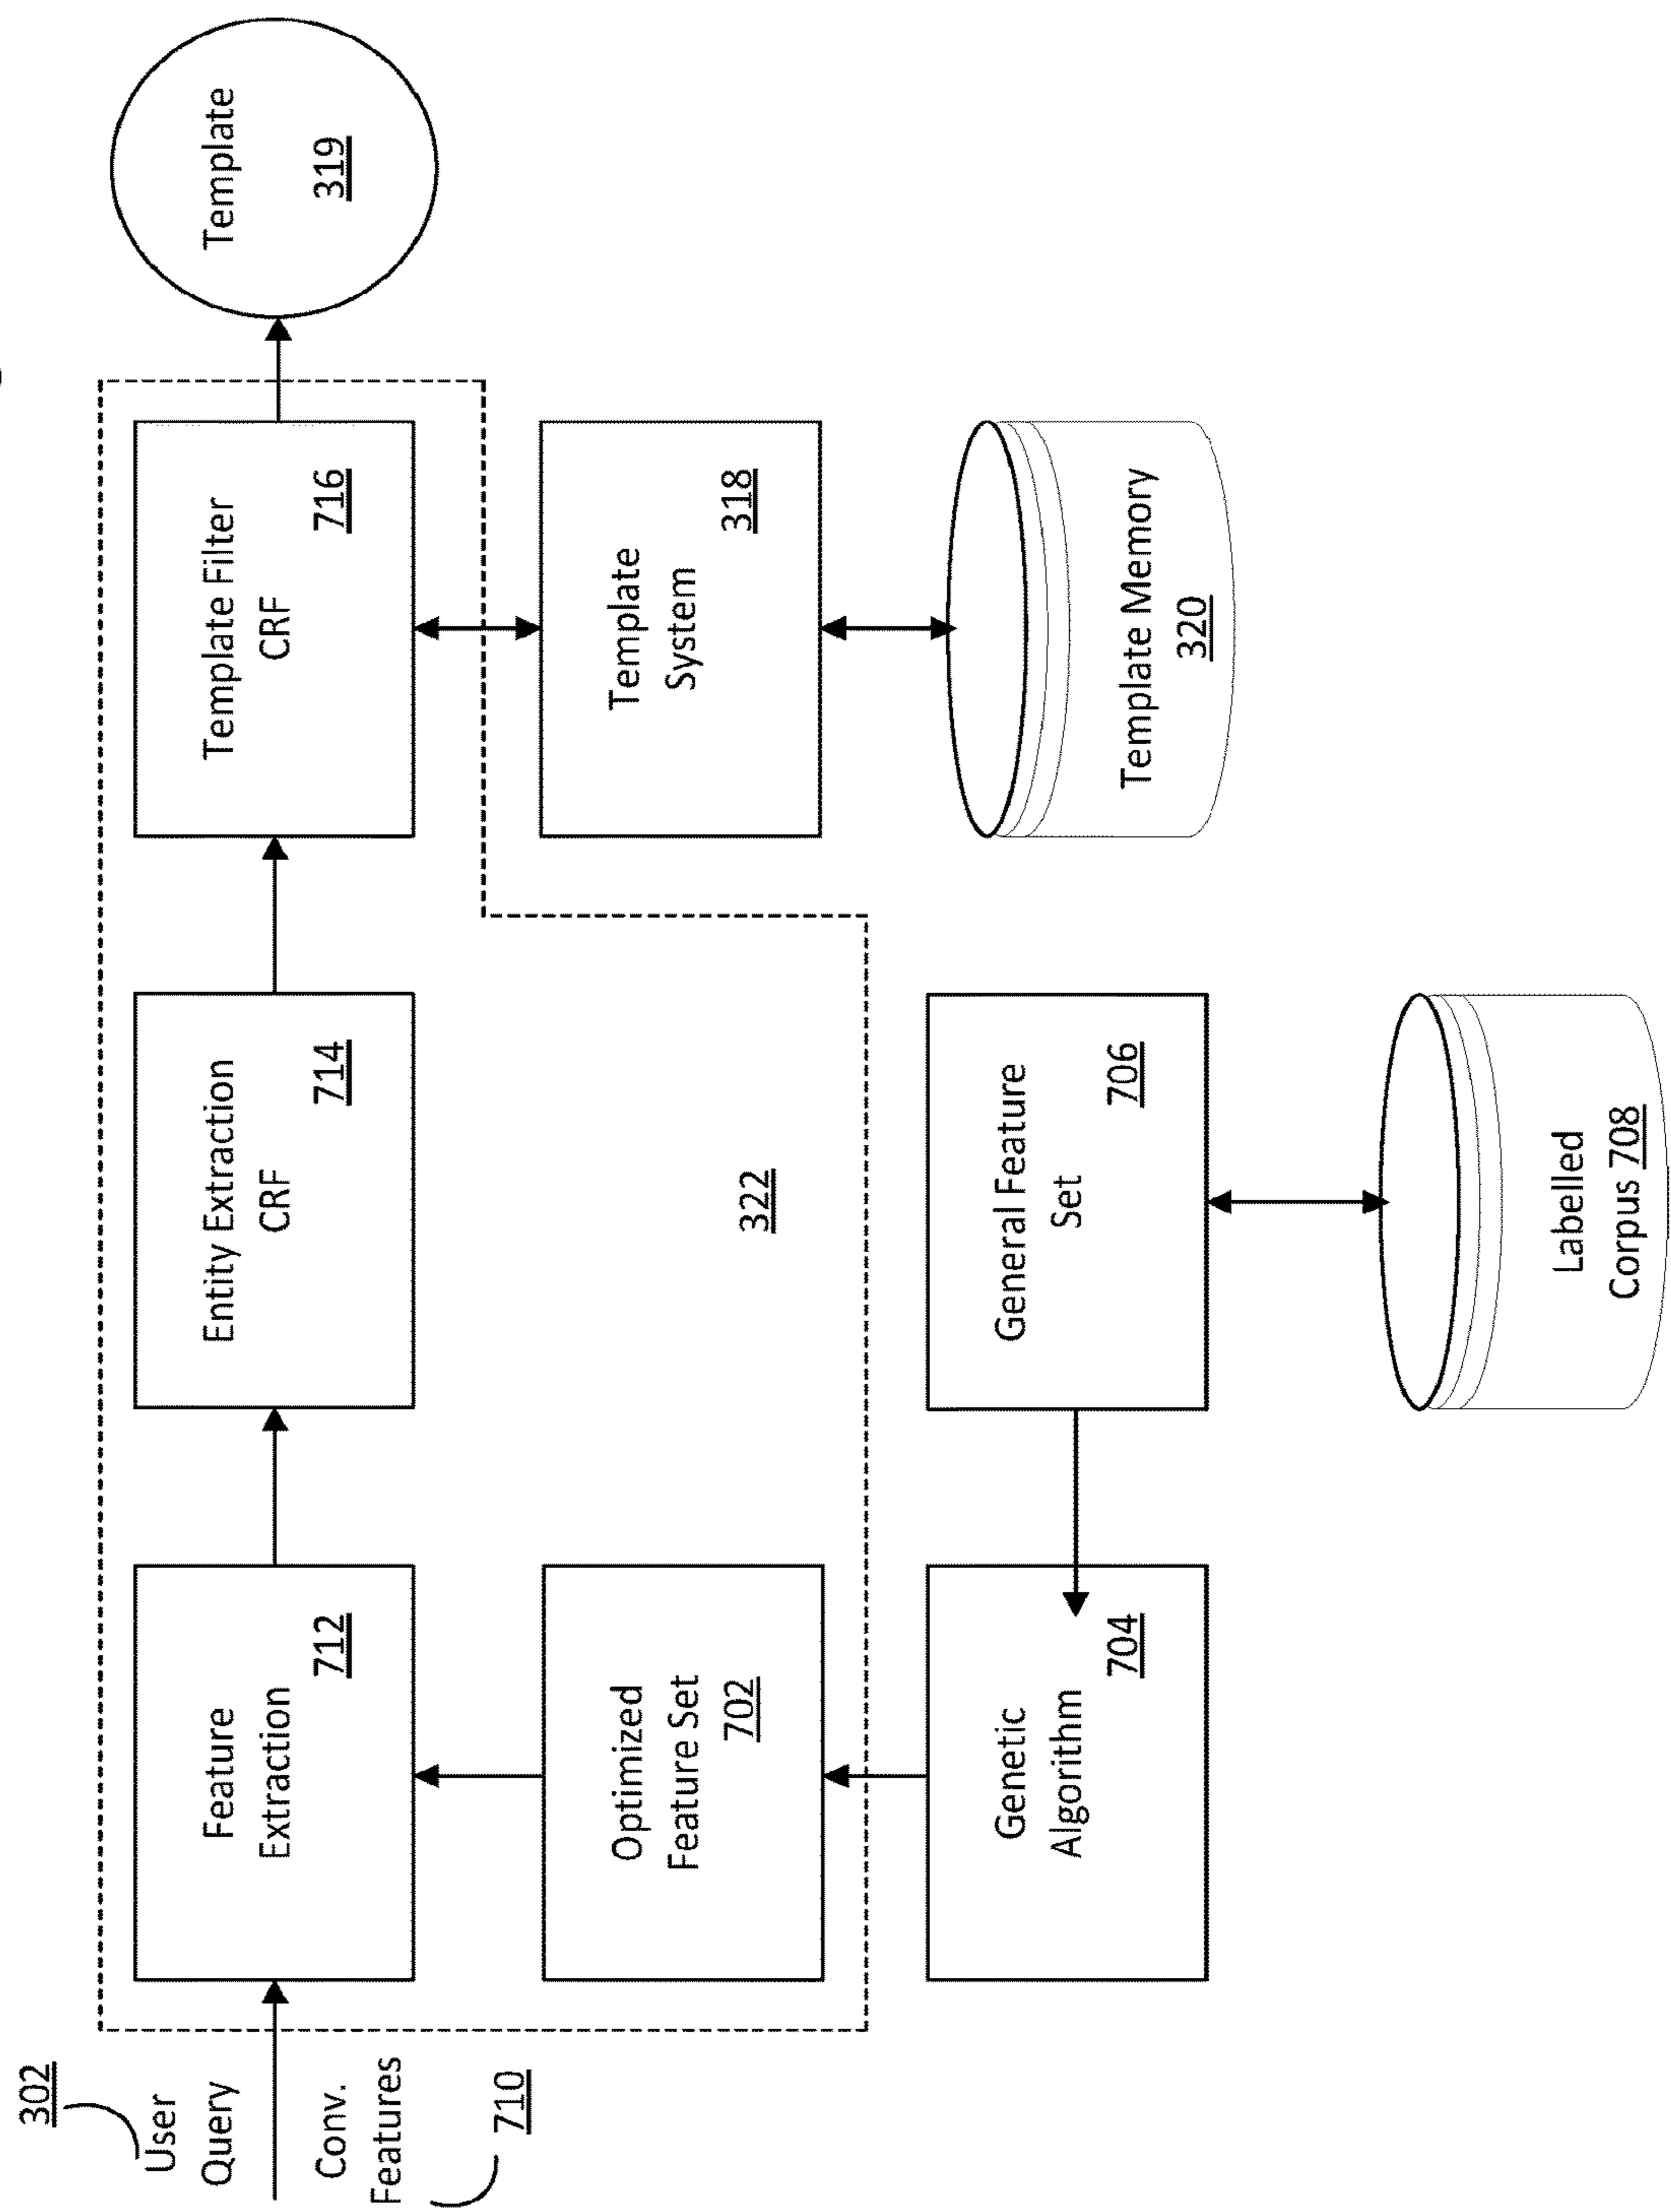 302
User
Query
Conv.
Features
710
Feature
Extraction
712
Entity Extraction
CRF
714
Template Filter
CRF
716
Template
319
Optimized
Feature Set
702
322
Template
System
318
Genetic
Algorithm
704
General Feature
Set
706
Template Memory
320
Labelled
Corpus 708